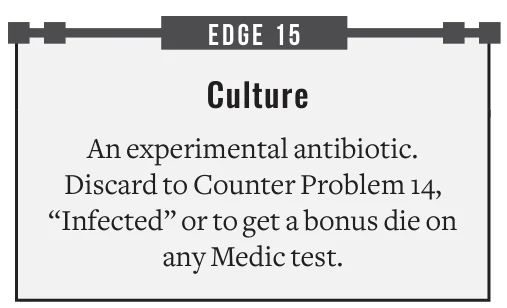 EDGE 15
Culture
An experimental antibiotic.
Discard to Counter Problem 14,
“Infected” or to get a bonus die on
any Medic test.